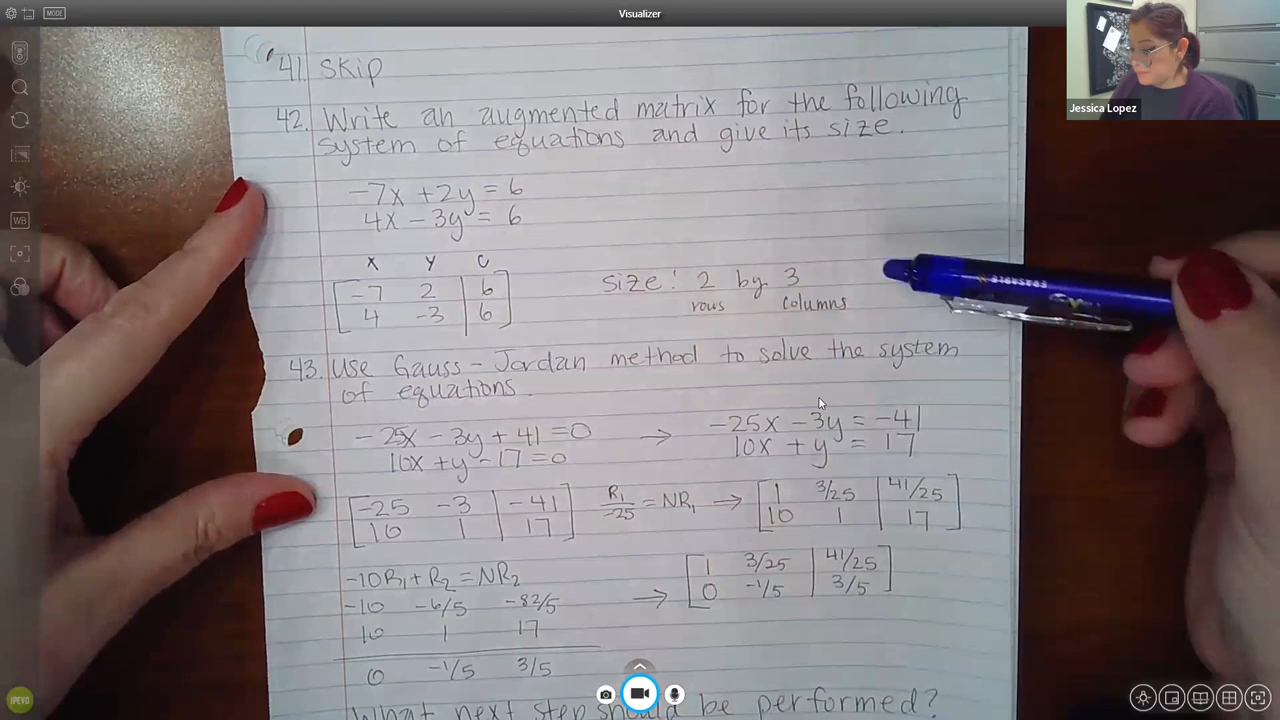 MODE
Visualizer
Jessica Lopez
WB
41. Skip
42. Write an augmented matrix for the following
system of equations and give its size.
-7x + 2y = 6
4x - 3y = 6
x y c
-7 2 | 6
4 -3 | 6
size: 2 by 3
rows columns
43. Use Gauss-Jordan method to solve the system
of equations.
-25x - 3y + 41 = 0 → -25x - 3y = -41
10x + y - 17 = 0 10x + y = 17
[-25 -3 | -41] R1/-25 = NR1 → [1 3/25 | 41/25]
[10 1 | 17] [10 1 | 17]
-10R1 + R2 = NR2 → [1 3/25 | 41/25]
-10 -6/5 -82/5 [0 -1/5 | 3/5]
10 1 17
0 -1/5 3/5
What next step should be performed?
ERASABLE
IPEVO